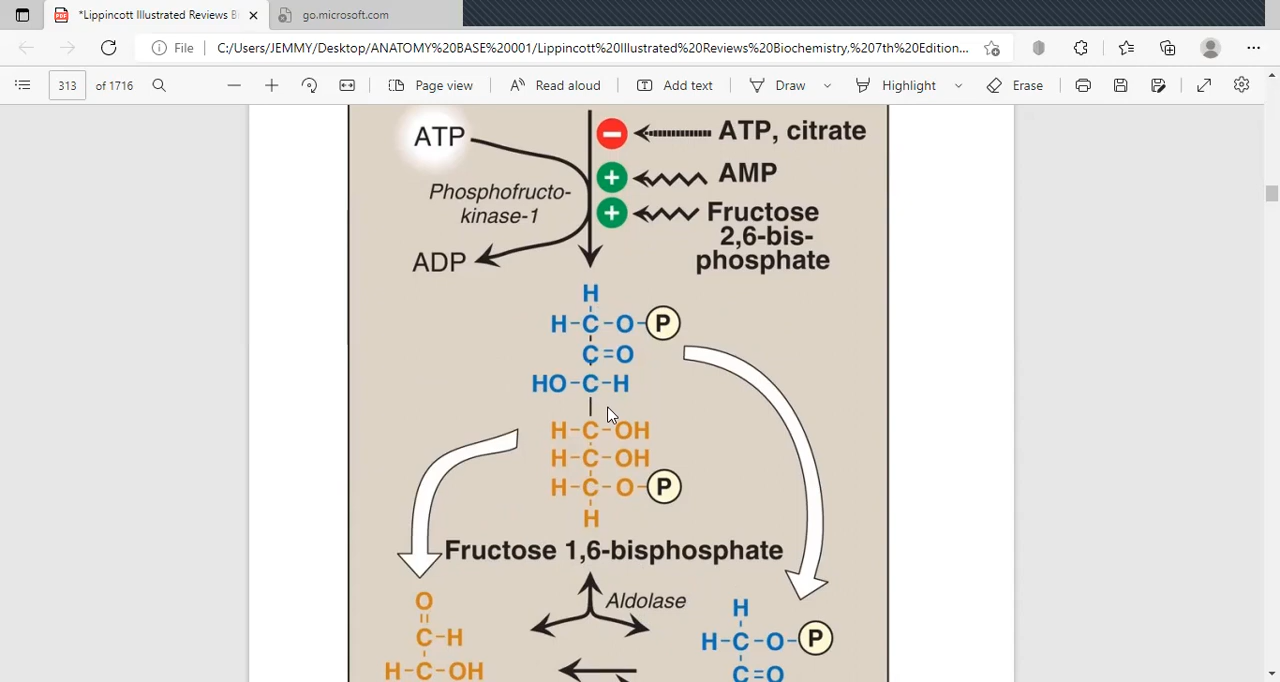 *Lippincott Illustrated Reviews B
go.microsoft.com
File
C:/Users/JEMMY/Desktop/ANATOMY%20BASE%20001/Lippincott%20Illustrated%20Reviews%20Biochemistry,%207th%20Edition...
313 of 1716
Page view
Read aloud
Add text
Draw
Highlight
Erase
ATP
ATP, citrate
AMP
Phosphofructo-
kinase-1
Fructose
2,6-bis-
phosphate
ADP
H
H-C-O-P
C=O
HO-C-H
H-C-OH
H-C-OH
H-C-O-P
H
Fructose 1,6-bisphosphate
Aldolase
O
C-H
H-C-OH
H
H-C-O-P
C=O